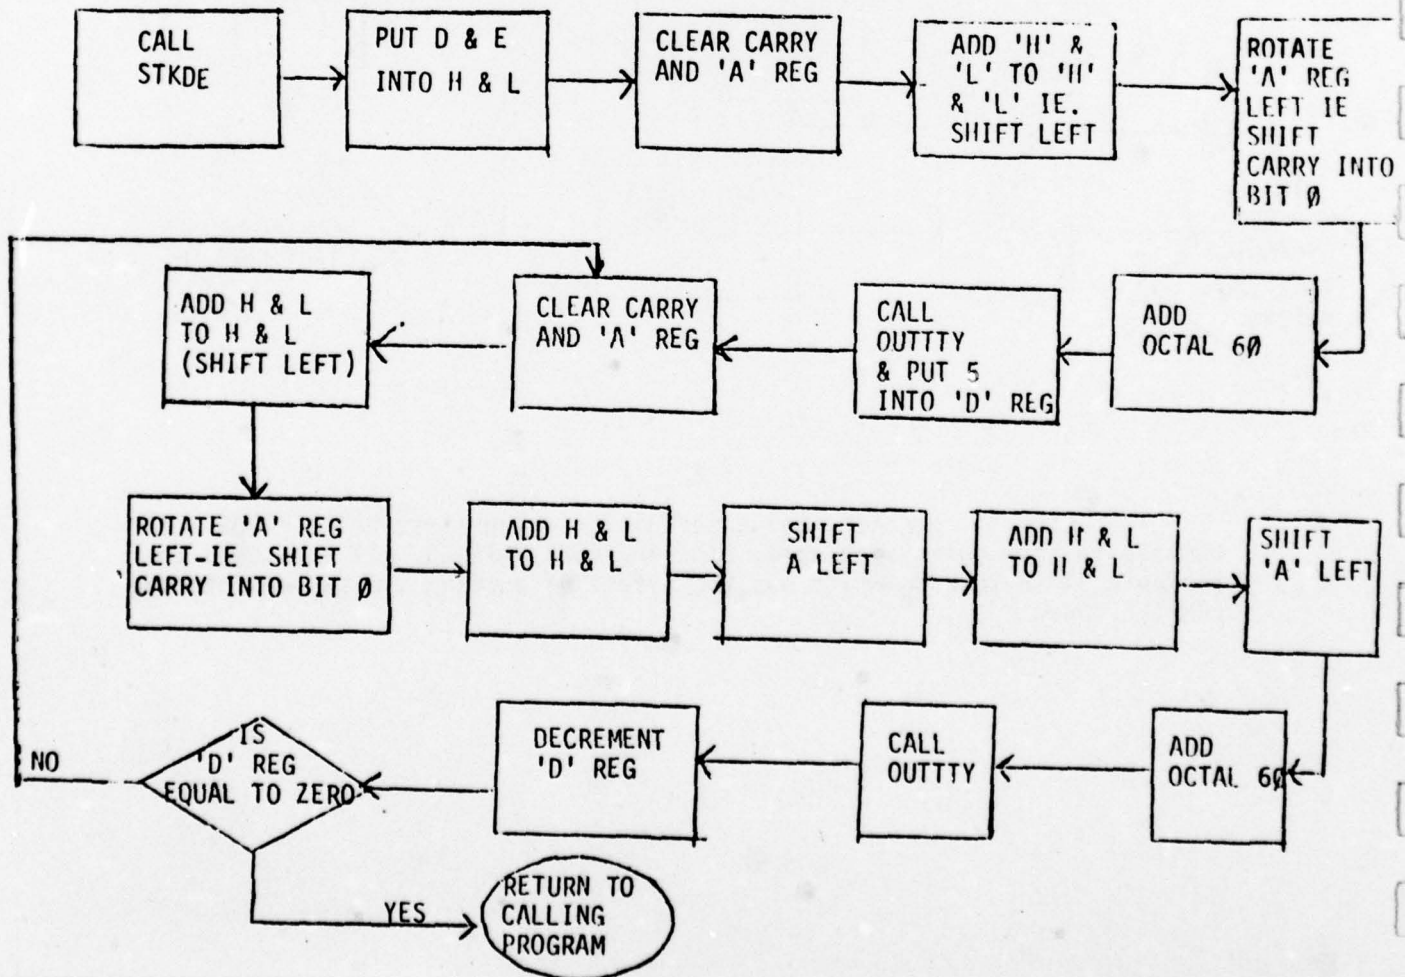 CALL
STKDE
PUT D & E
INTO H & L
CLEAR CARRY
AND 'A' REG
ADD 'H' &
'L' TO 'H'
& 'L' IE.
SHIFT LEFT
ROTATE
'A' REG
LEFT IE
SHIFT
CARRY INTO
BIT Ø
ADD
OCTAL 6Ø
CALL
OUTTTY
& PUT 5
INTO 'D' REG
CLEAR CARRY
AND 'A' REG
ADD H & L
TO H & L
(SHIFT LEFT)
ROTATE 'A' REG
LEFT-IE SHIFT
CARRY INTO BIT Ø
ADD H & L
TO H & L
SHIFT
A LEFT
ADD H & L
TO H & L
SHIFT
'A' LEFT
ADD
OCTAL 6Ø
CALL
OUTTTY
DECREMENT
'D' REG
IS
'D' REG
EQUAL TO ZERO
NO
YES
RETURN TO
CALLING
PROGRAM